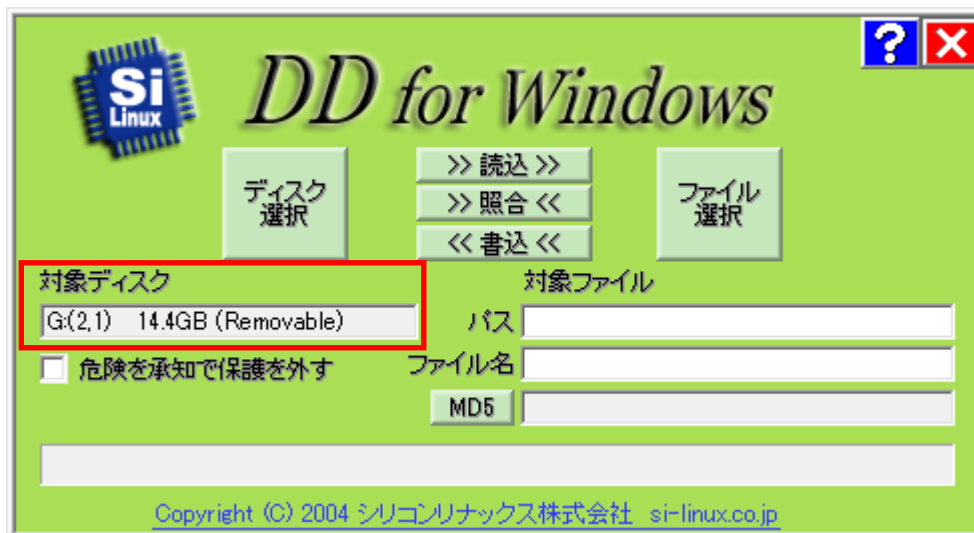 Si
Linux
DD for Windows
?
ディスク
選択
>> 読込 >>
>> 照合 <<
<< 書込 <<
ファイル
選択
対象ディスク
G:(2,1) 14.4GB (Removable)
危険を承知で保護を外す
対象ファイル
パス
ファイル名
MD5
Copyright (C) 2004 シリコンリナックス株式会社 si-linux.co.jp